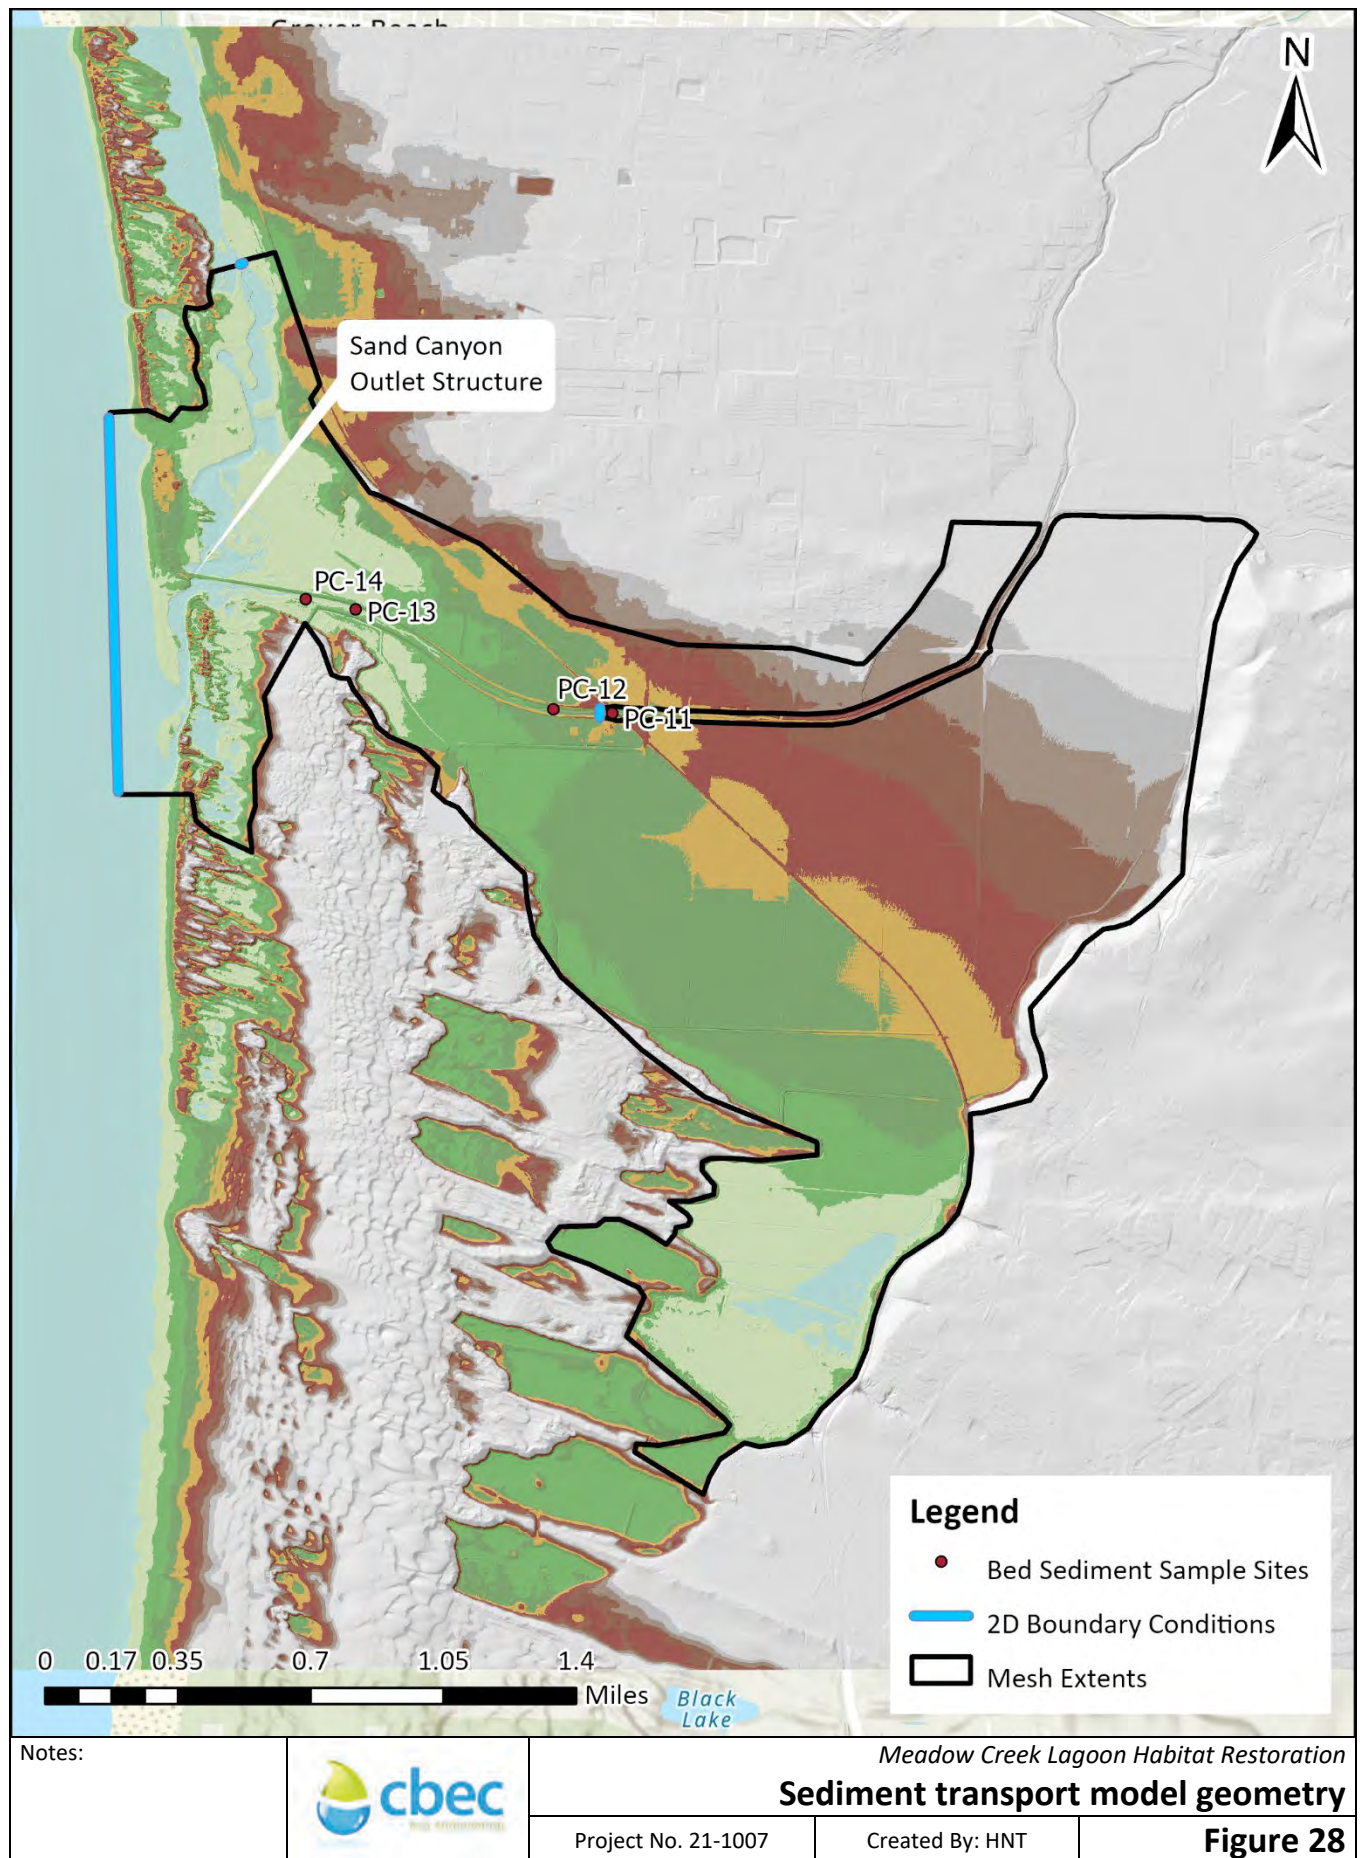 Grover Beach
N
Sand Canyon
Outlet Structure
PC-14
PC-13
PC-12
PC-11
Legend
Bed Sediment Sample Sites
2D Boundary Conditions
Mesh Extents
0 0.17 0.35 0.7 1.05 1.4
Miles
Black
Lake
Notes:
cbec
Meadow Creek Lagoon Habitat Restoration
Sediment transport model geometry
Project No. 21-1007
Created By: HNT
Figure 28